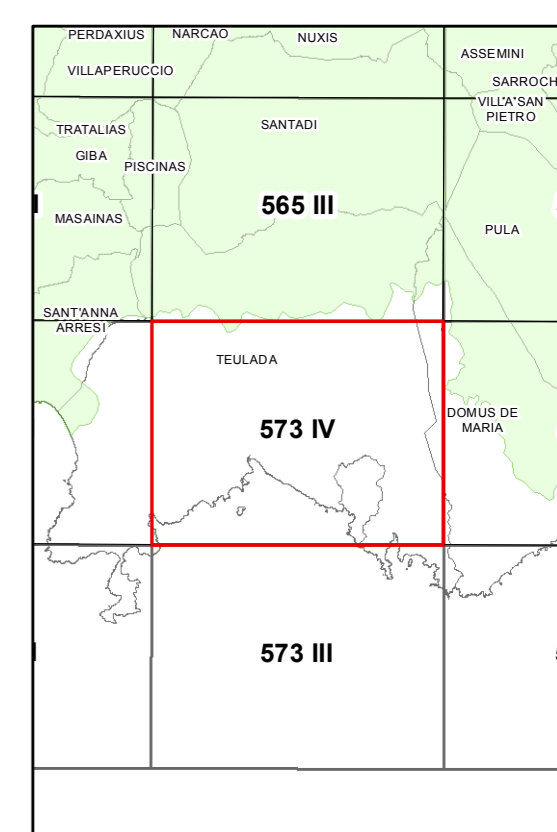 PERDAXIUS
NARCAO
NUXIS
ASSEMINI
VILLAPERUCCIO
SARROCH
VILLA SAN
PIETRO
TRATALIAS
SANTADI
GIBA
PISCINAS
565 III
MASAINAS
PULA
SANT'ANNA
ARRESI
TEULADA
DOMUS DE
MARIA
573 IV
573 III